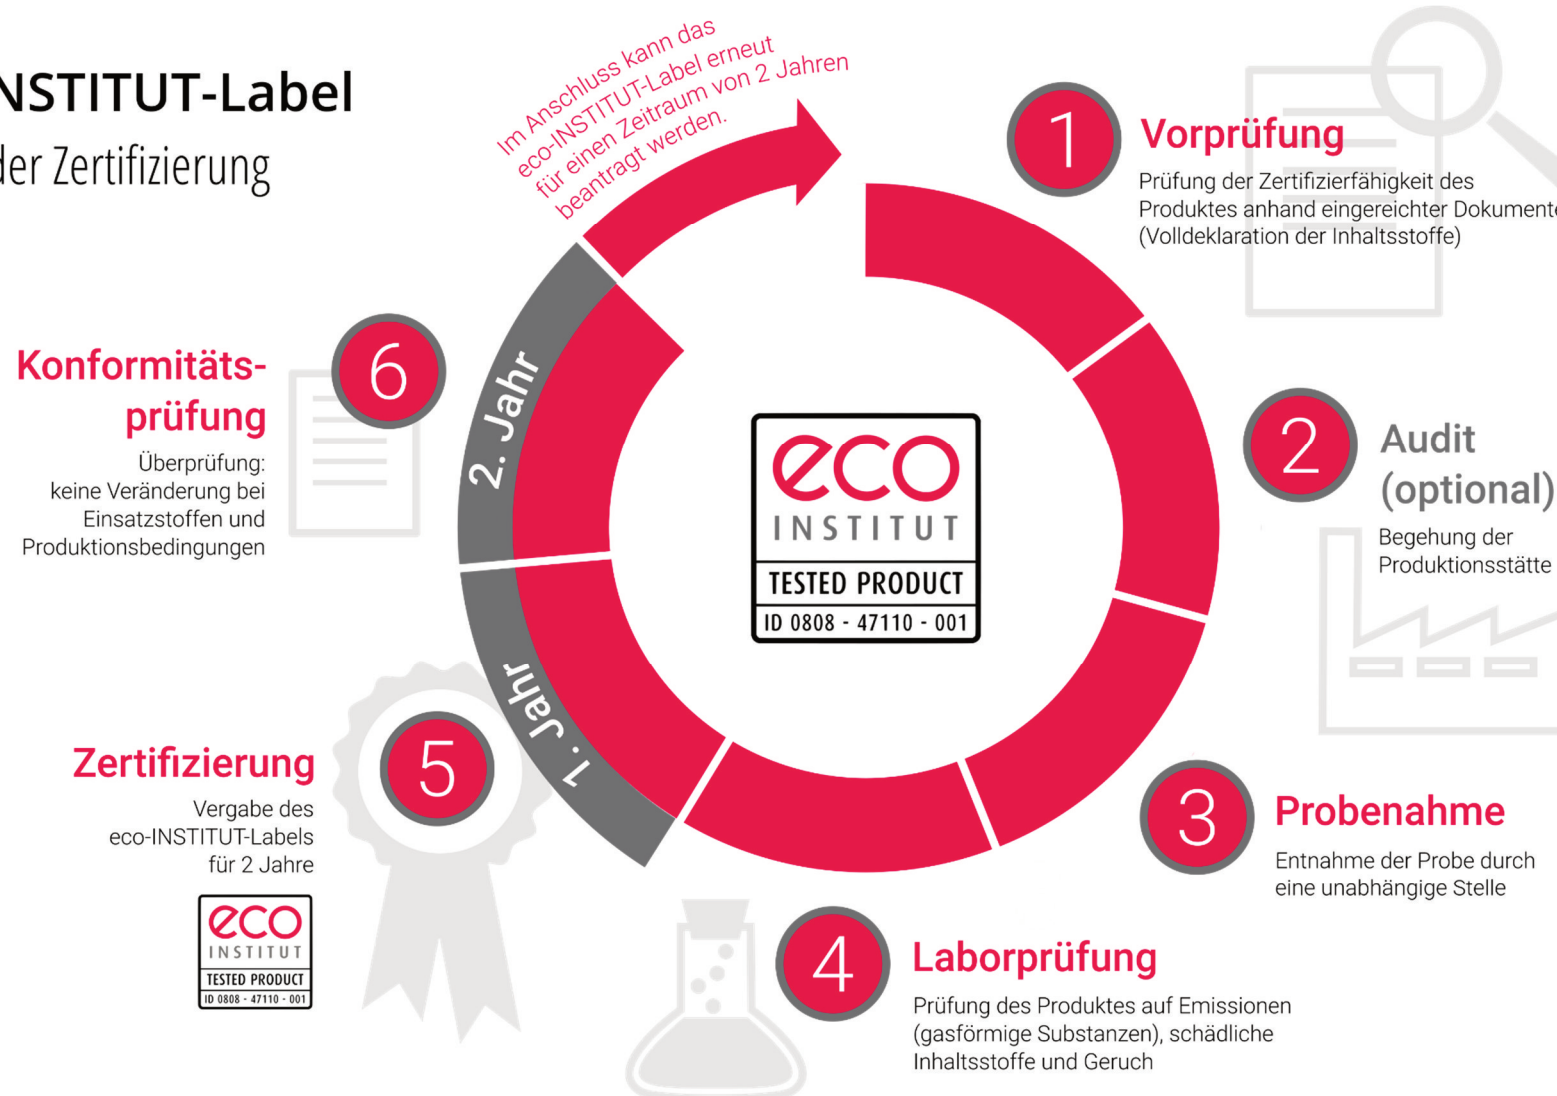 NSTITUT-Label
der Zertifizierung
Im Anschluss kann das
eco-INSTITUT-Label erneut
für einen Zeitraum von 2 Jahren
beantragt werden.
1
Vorprüfung
Prüfung der Zertifizierfähigkeit des
Produktes anhand eingereichter Dokumente
(Volldeklaration der Inhaltsstoffe)
2
Audit
(optional)
Begehung der
Produktionsstätte
3
Probenahme
Entnahme der Probe durch
eine unabhängige Stelle
4
Laborprüfung
Prüfung des Produktes auf Emissionen
(gasförmige Substanzen), schädliche
Inhaltsstoffe und Geruch
5
Zertifizierung
Vergabe des
eco-INSTITUT-Labels
für 2 Jahre
eco
INSTITUT
TESTED PRODUCT
ID 0808 - 47110 - 001
1. Jahr
6
Konformitäts-
prüfung
Überprüfung:
keine Veränderung bei
Einsatzstoffen und
Produktionsbedingungen
2. Jahr
eco
INSTITUT
TESTED PRODUCT
ID 0808 - 47110 - 001